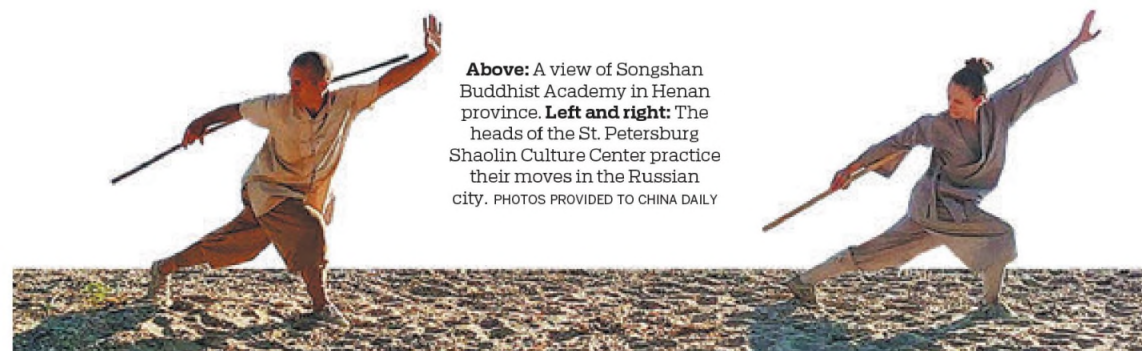 Above: A view of Songshan
Buddhist Academy in Henan
province. Left and right: The
heads of the St. Petersburg
Shaolin Culture Center practice
their moves in the Russian
city. PHOTOS PROVIDED TO CHINA DAILY